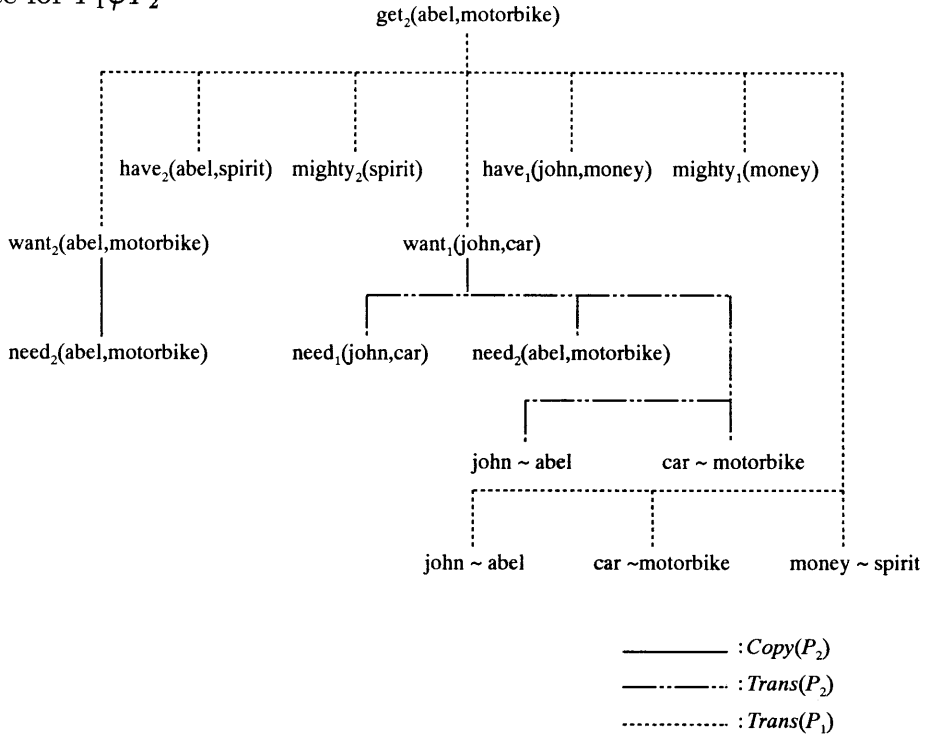 for P₁φP₂
get₂(abel,motorbike)
have₂(abel,spirit) mighty₂(spirit) have₁(john,money) mighty₁(money)
want₂(abel,motorbike) want₁(john,car)
need₂(abel,motorbike) need₁(john,car) need₂(abel,motorbike)
john ~ abel car ~ motorbike
john ~ abel car ~motorbike money ~ spirit
: Copy(P₂)
: Trans(P₂)
: Trans(P₁)